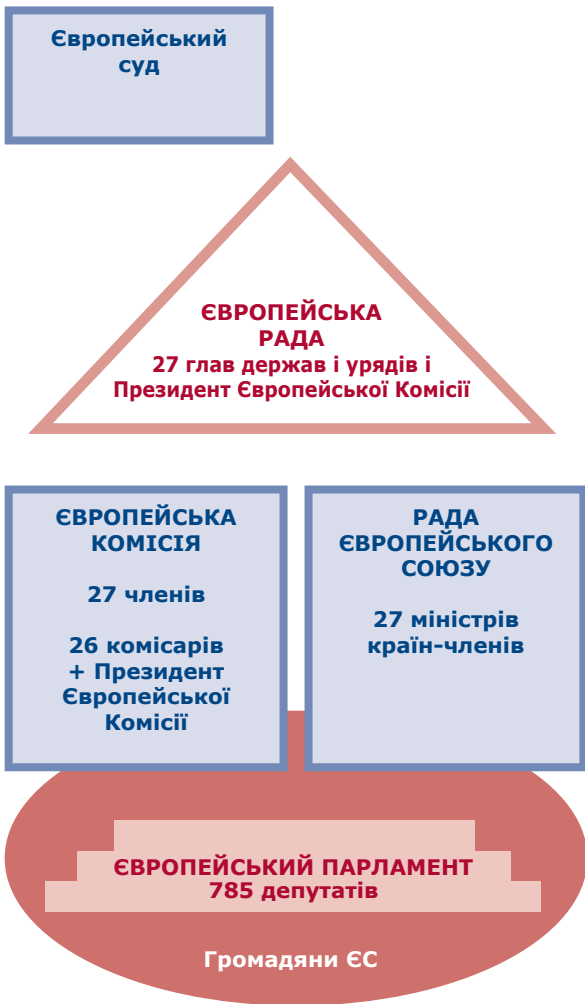 Європейський
суд
ЄВРОПЕЙСЬКА
РАДА
27 глав держав і урядів і
Президент Європейської Комісії
ЄВРОПЕЙСЬКА
КОМІСІЯ
27 членів
26 комісарів
+ Президент
Європейської
Комісії
РАДА
ЄВРОПЕЙСЬКОГО
СОЮЗУ
27 міністрів
країн-членів
ЄВРОПЕЙСЬКИЙ ПАРЛАМЕНТ
785 депутатів
Громадяни ЄС